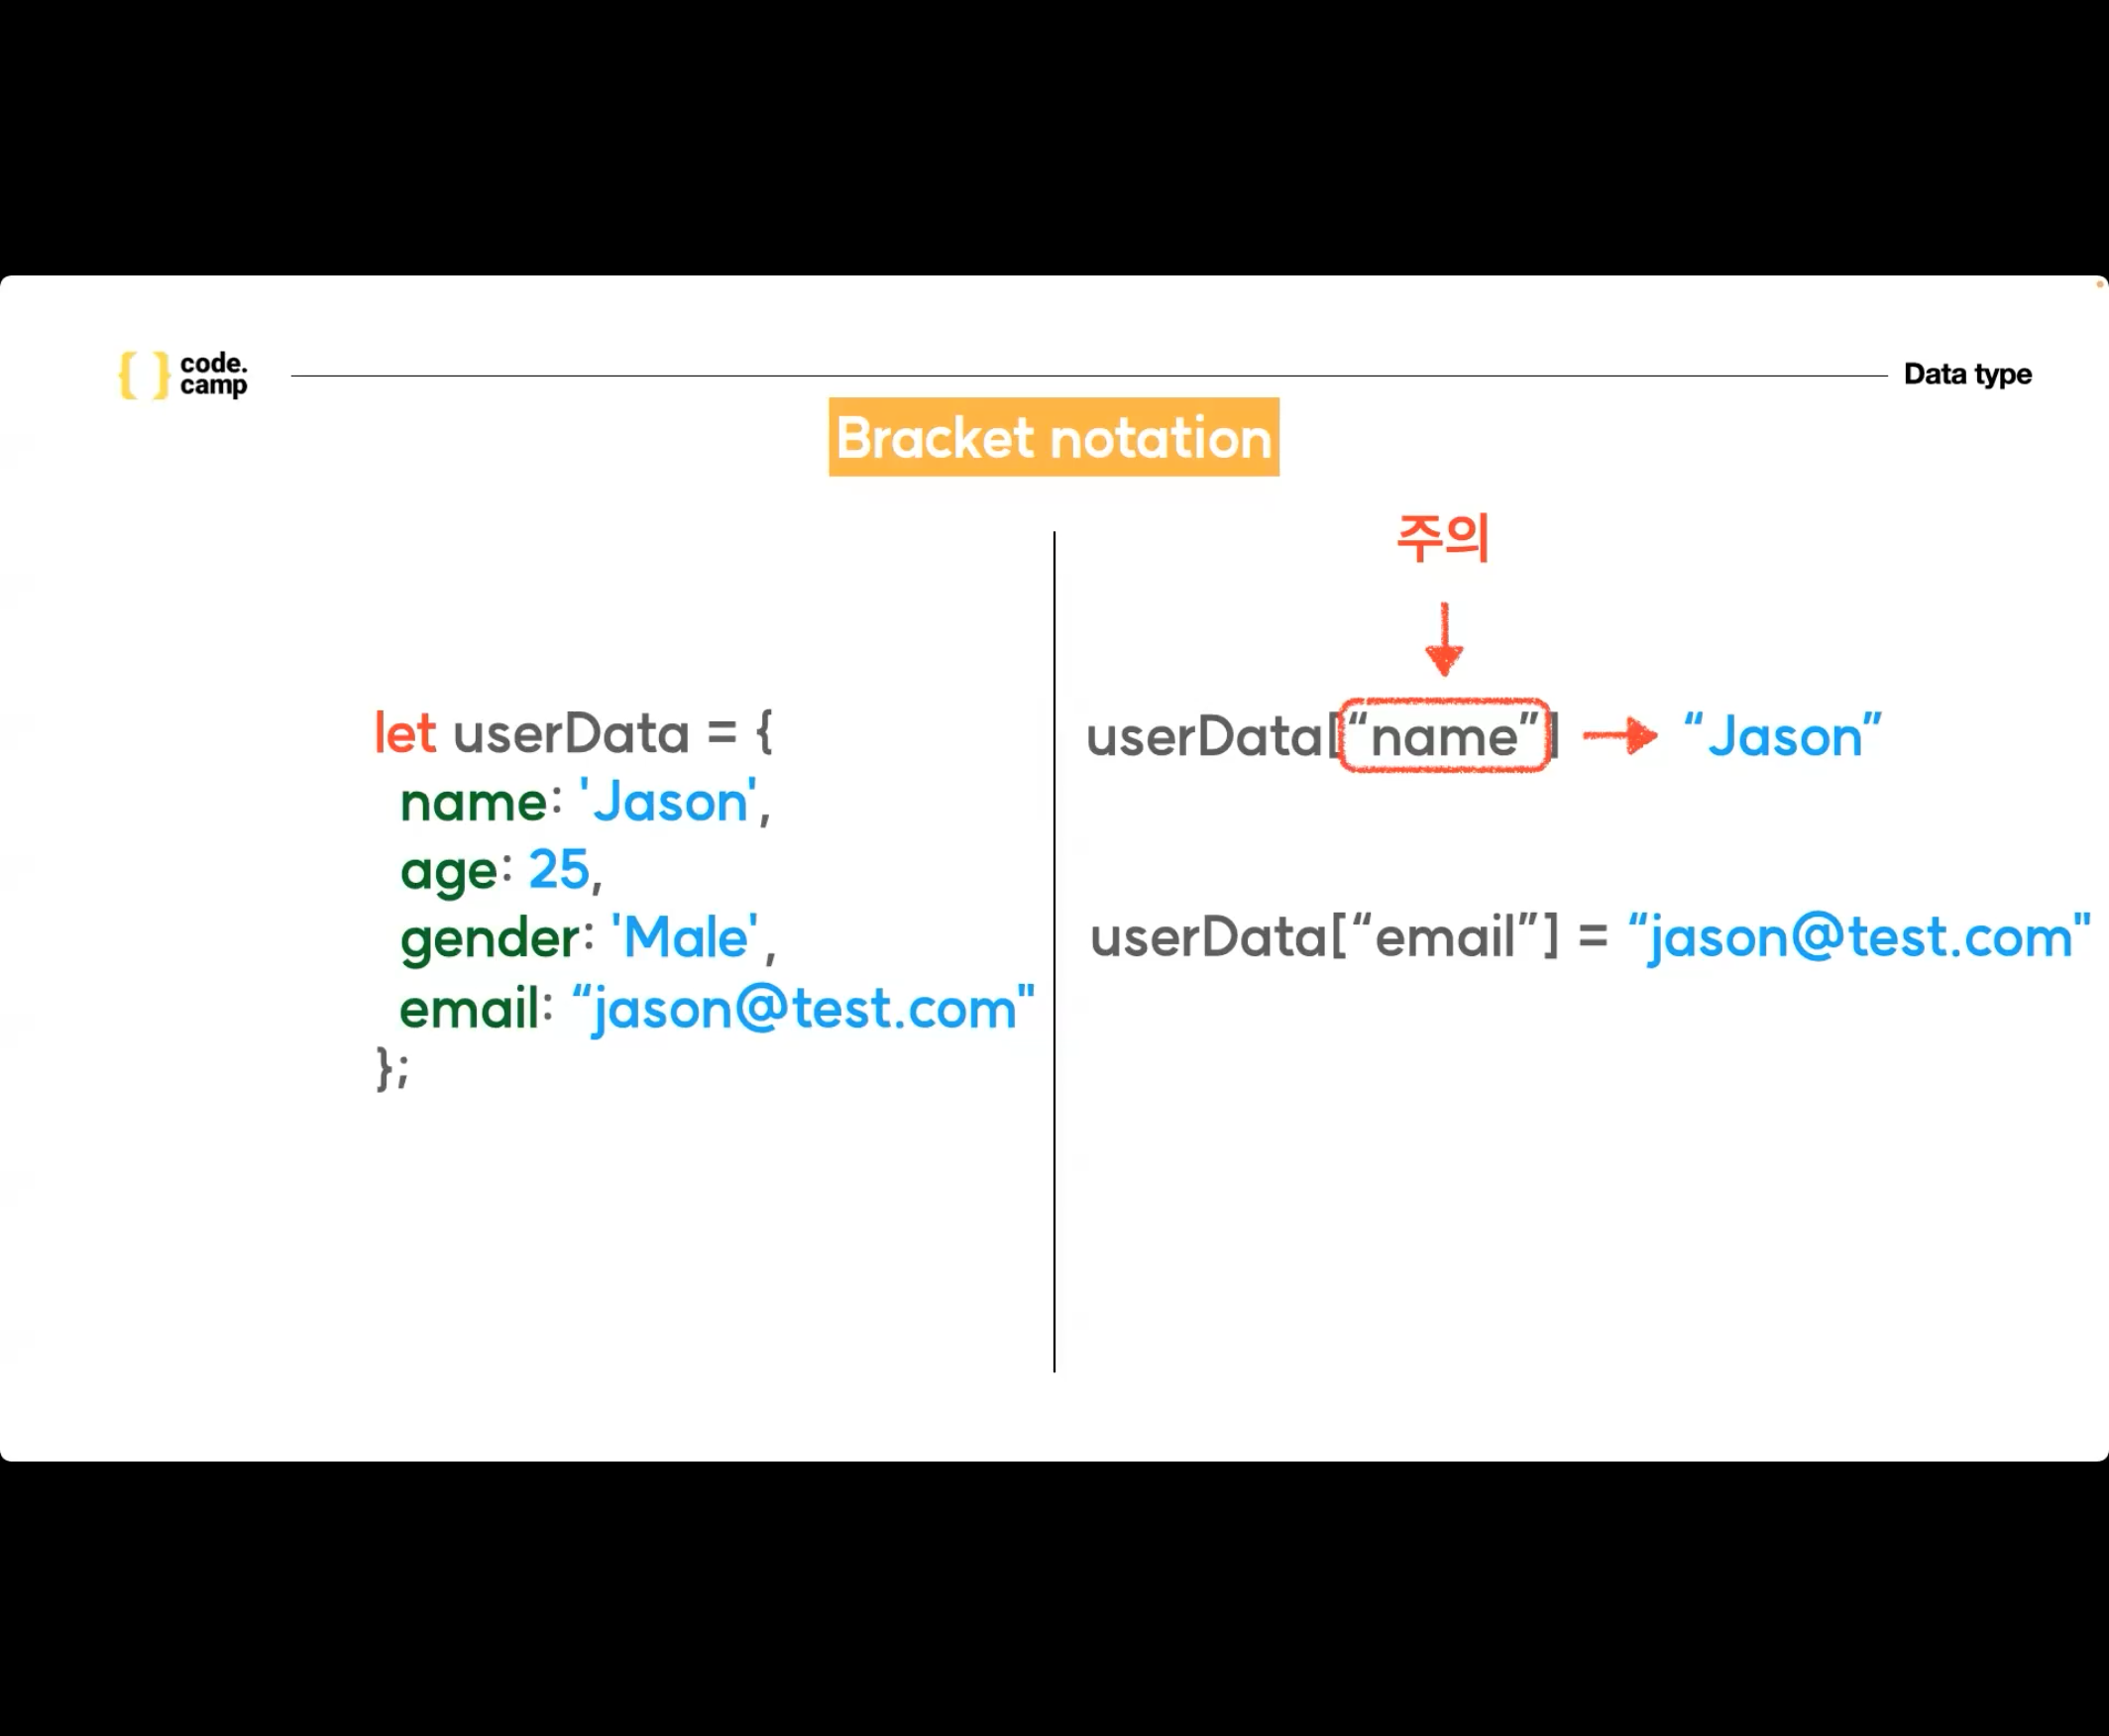 code.
camp
Data type
Bracket notation
let userData = {
name: 'Jason',
age: 25,
gender: 'Male',
email: “jason@test.com"
};
주의
userData[“name”] → “Jason”
userData[“email”] = “jason@test.com"